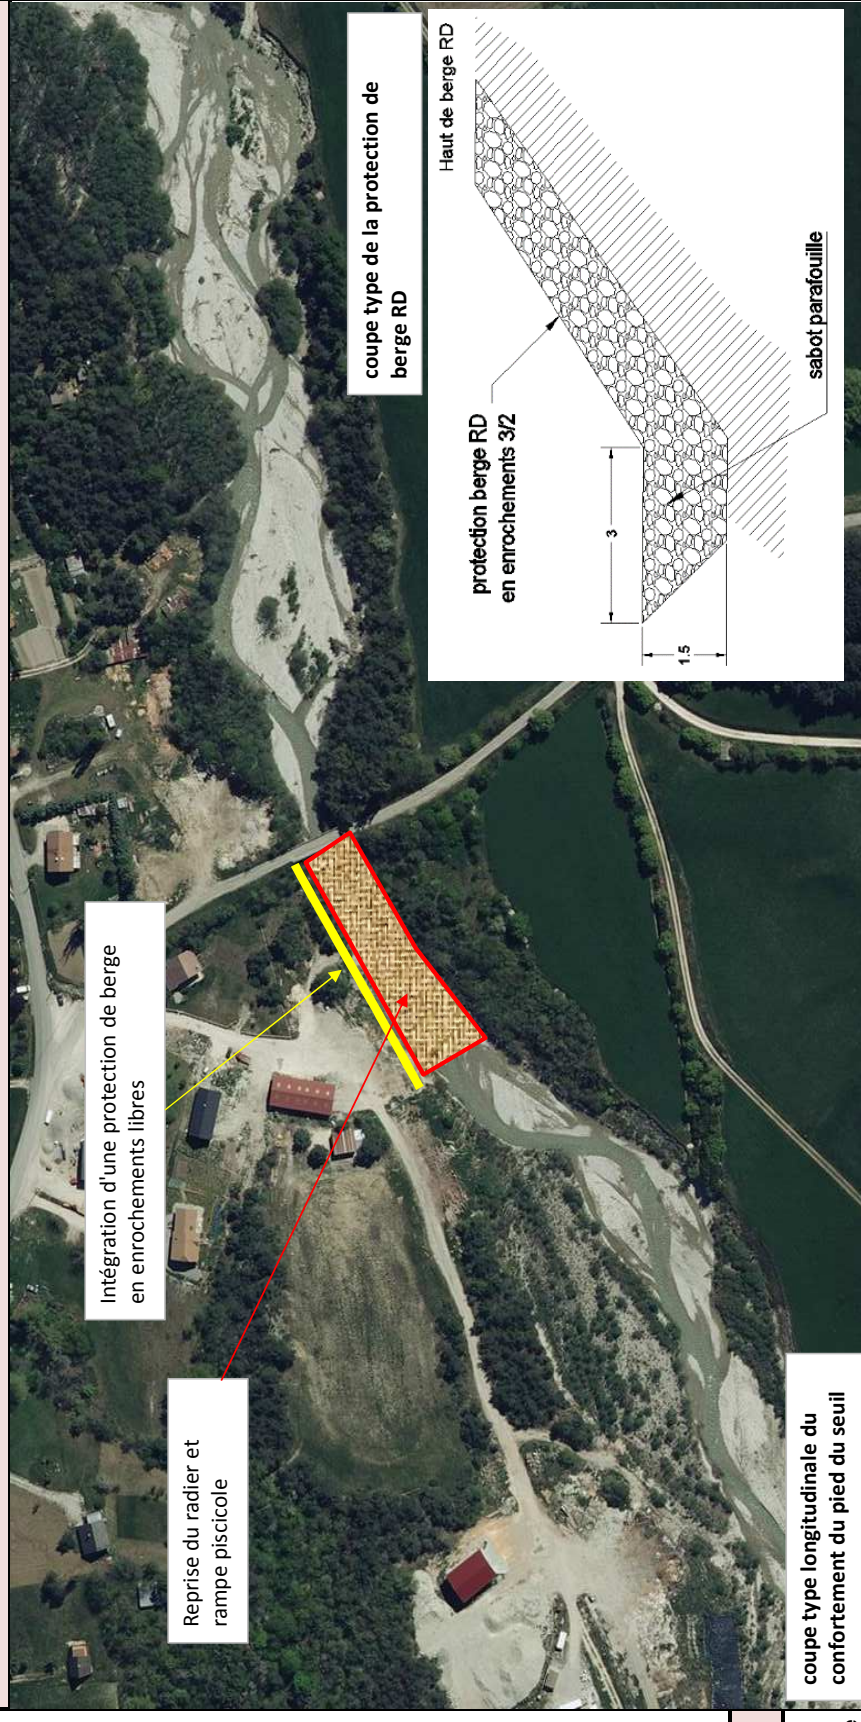 Intégration d'une protection de berge
en enrochements libres
Reprise du radier et
rampe piscicole
coupe type de la protection de
berge RD
Haut de berge RD
protection berge RD
en enrochements 3/2
3
1.5
sabot parafouille
coupe type longitudinale du
confortement du pied du seuil